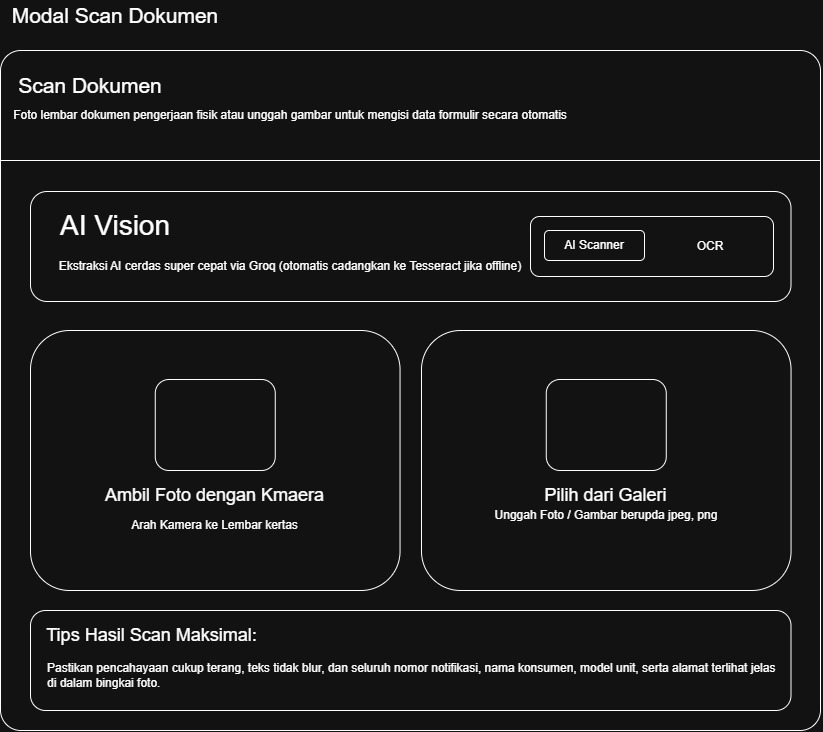 Modal Scan Dokumen
Scan Dokumen
Foto lembar dokumen pengerjaan fisik atau unggah gambar untuk mengisi data formulir secara otomatis
AI Vision
Ekstraksi AI cerdas super cepat via Groq (otomatis cadangkan ke Tesseract jika offline)
AI Scanner
OCR
Ambil Foto dengan Kmaera
Arah Kamera ke Lembar kertas
Pilih dari Galeri
Unggah Foto / Gambar berupda jpeg, png
Tips Hasil Scan Maksimal:
Pastikan pencahayaan cukup terang, teks tidak blur, dan seluruh nomor notifikasi, nama konsumen, model unit, serta alamat terlihat jelas
di dalam bingkai foto.